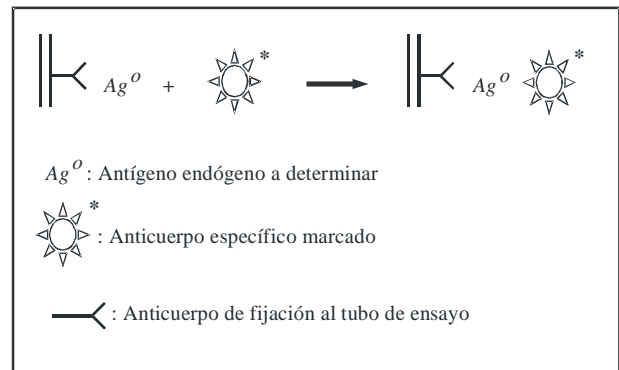 Ag° + * Ag° *
Ag° : Antígeno endógeno a determinar
* : Anticuerpo específico marcado
: Anticuerpo de fijación al tubo de ensayo